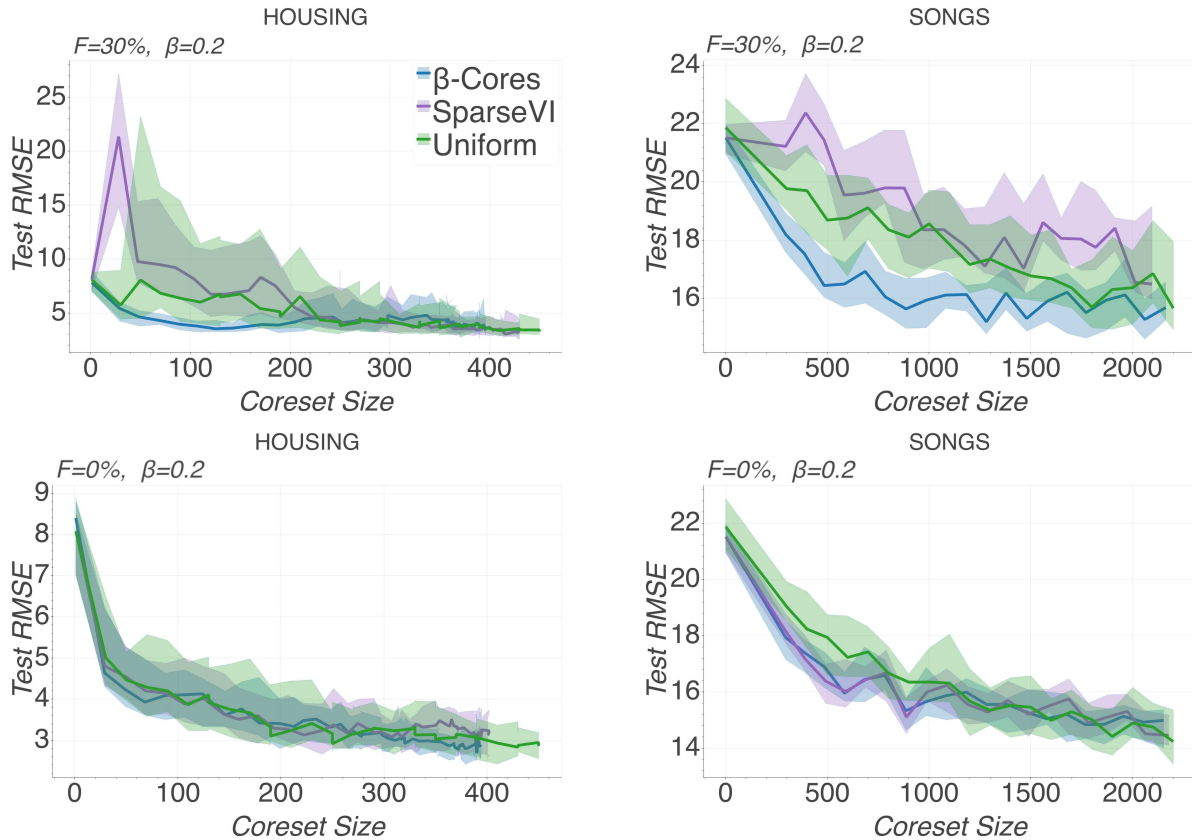 HOUSING
F=30%, β=0.2
25
20
15
10
5
Test RMSE
β-Cores
SparseVI
Uniform
0 100 200 300 400
Coreset Size
SONGS
F=30%, β=0.2
24
22
20
18
16
Test RMSE
0 500 1000 1500 2000
Coreset Size
HOUSING
F=0%, β=0.2
9
8
7
6
5
4
3
Test RMSE
0 100 200 300 400
Coreset Size
SONGS
F=0%, β=0.2
22
20
18
16
14
Test RMSE
0 500 1000 1500 2000
Coreset Size